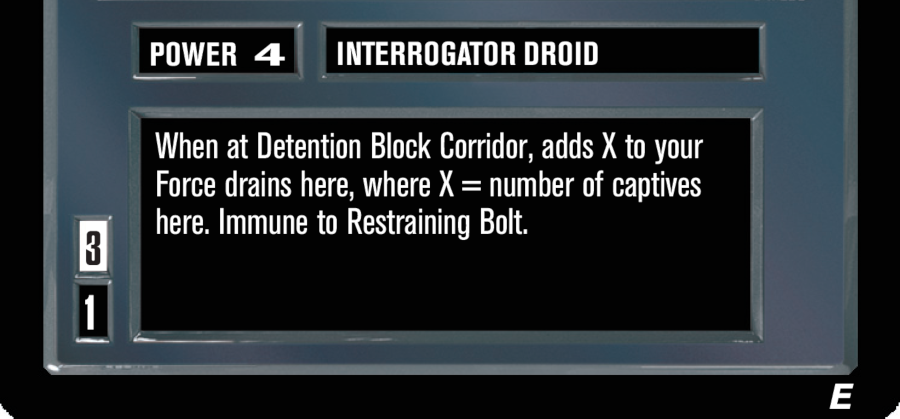 POWER 4
INTERROGATOR DROID
When at Detention Block Corridor, adds X to your
Force drains here, where X = number of captives
here. Immune to Restraining Bolt.
3
1
E